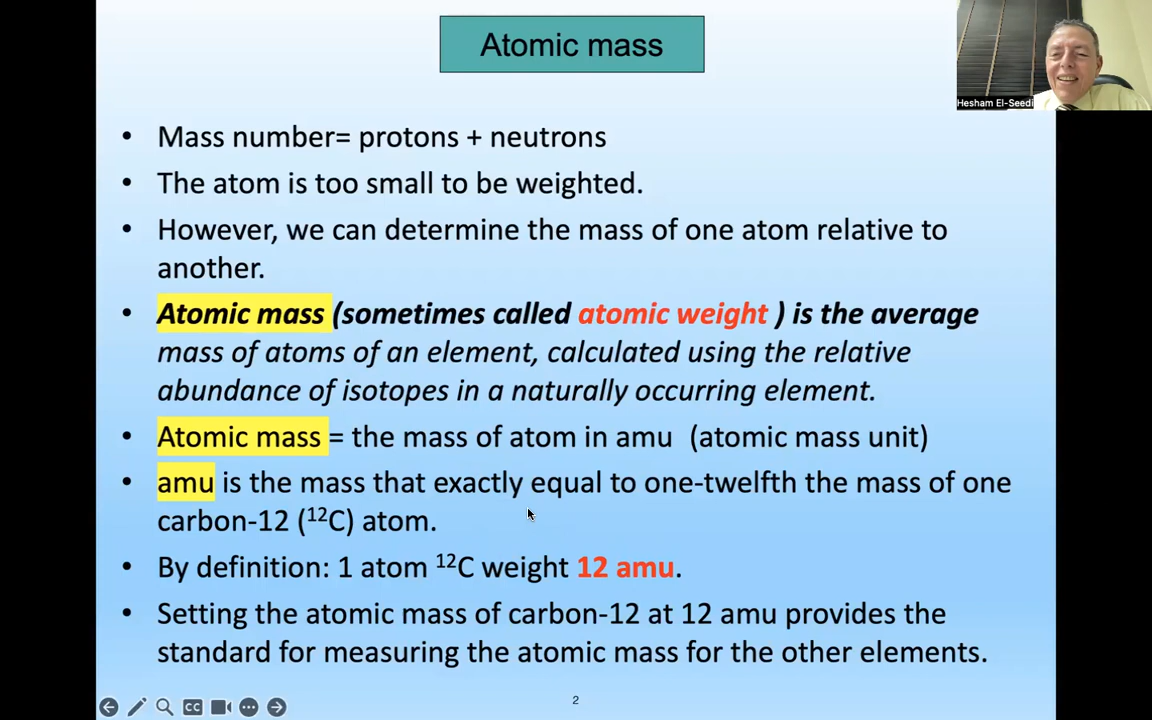 Atomic mass
Hesham El-Seedi
• Mass number= protons + neutrons
• The atom is too small to be weighted.
• However, we can determine the mass of one atom relative to
another.
• Atomic mass (sometimes called atomic weight ) is the average
mass of atoms of an element, calculated using the relative
abundance of isotopes in a naturally occurring element.
• Atomic mass = the mass of atom in amu (atomic mass unit)
• amu is the mass that exactly equal to one-twelfth the mass of one
carbon-12 (¹²C) atom.
• By definition: 1 atom ¹²C weight 12 amu.
• Setting the atomic mass of carbon-12 at 12 amu provides the
standard for measuring the atomic mass for the other elements.
CC
2